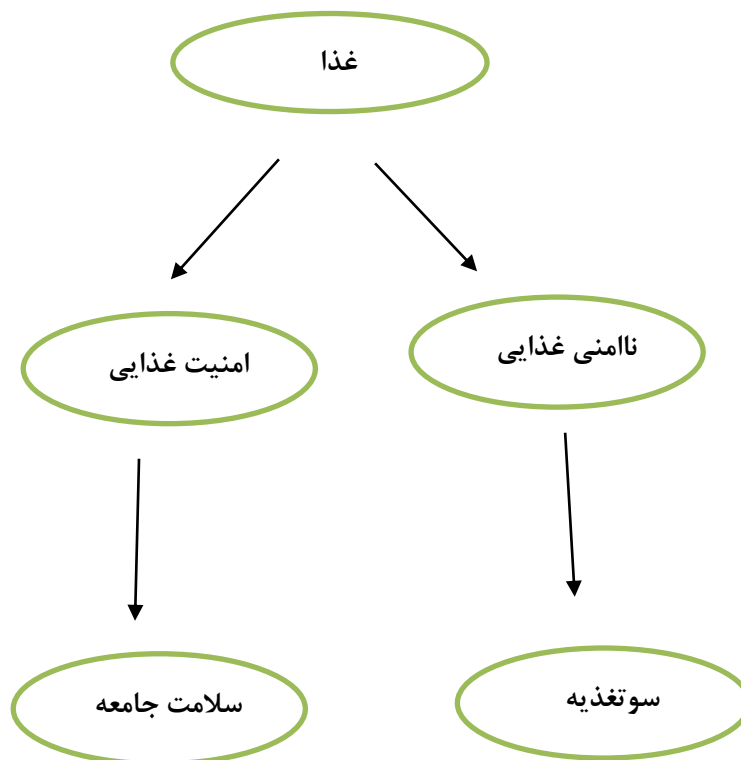 غذا
ناامنی غذایی
امنیت غذایی
سوتغذیه
سلامت جامعه